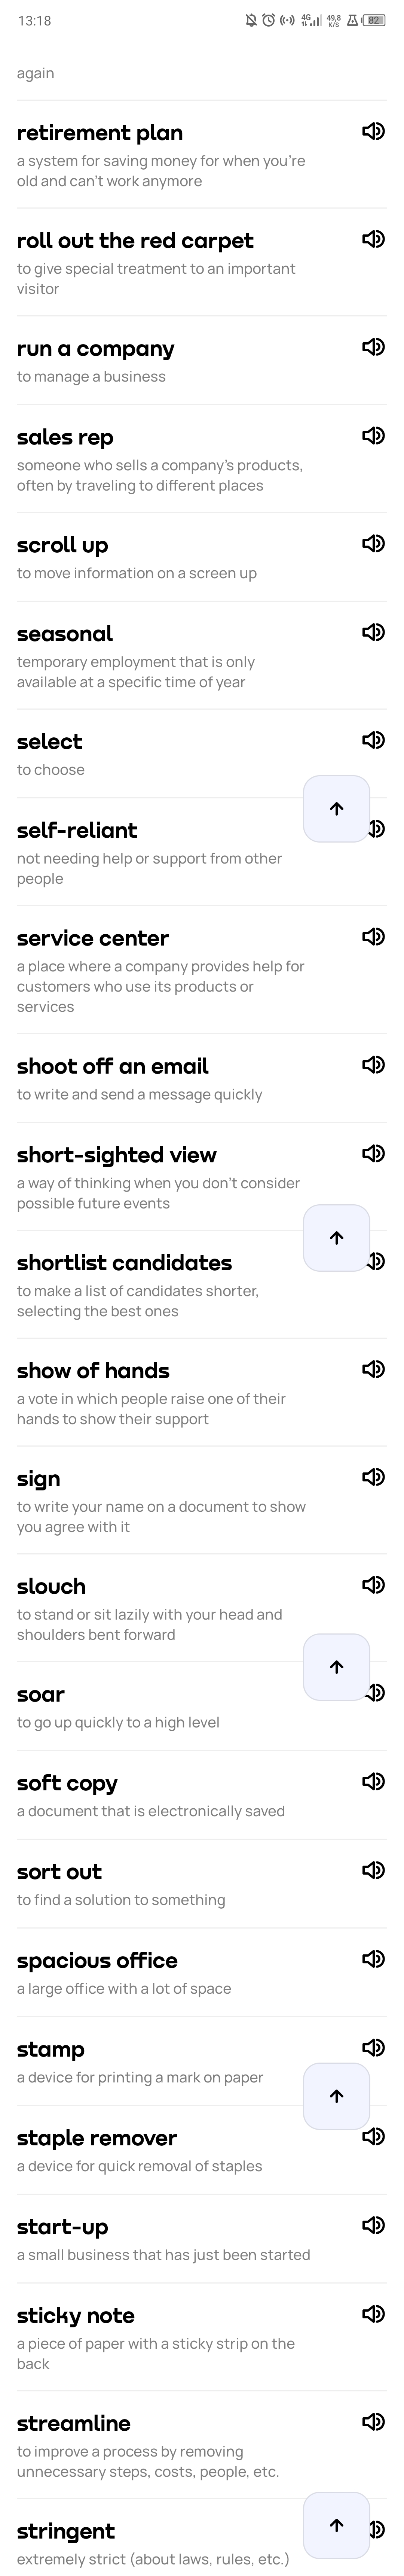 13:18
4G
49,8
K/S
82
again
retirement plan
a system for saving money for when you're
old and can't work anymore
roll out the red carpet
to give special treatment to an important
visitor
run a company
to manage a business
sales rep
someone who sells a company's products,
often by traveling to different places
scroll up
to move information on a screen up
seasonal
temporary employment that is only
available at a specific time of year
select
to choose
self-reliant
not needing help or support from other
people
service center
a place where a company provides help for
customers who use its products or
services
shoot off an email
to write and send a message quickly
short-sighted view
a way of thinking when you don't consider
possible future events
shortlist candidates
to make a list of candidates shorter,
selecting the best ones
show of hands
a vote in which people raise one of their
hands to show their support
sign
to write your name on a document to show
you agree with it
slouch
to stand or sit lazily with your head and
shoulders bent forward
soar
to go up quickly to a high level
soft copy
a document that is electronically saved
sort out
to find a solution to something
spacious office
a large office with a lot of space
stamp
a device for printing a mark on paper
staple remover
a device for quick removal of staples
start-up
a small business that has just been started
sticky note
a piece of paper with a sticky strip on the
back
streamline
to improve a process by removing
unnecessary steps, costs, people, etc.
stringent
extremely strict (about laws, rules, etc.)